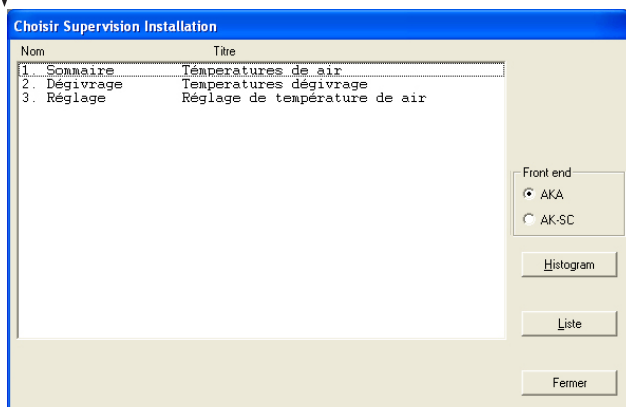 Choisir Supervision Installation
Nom Titre
1. Sommaire Témperatures de air
2. Dégivrage Temperatures dégivrage
3. Réglage Réglage de température de air
Front end
AKA
AK-SC
Histogram
Liste
Fermer